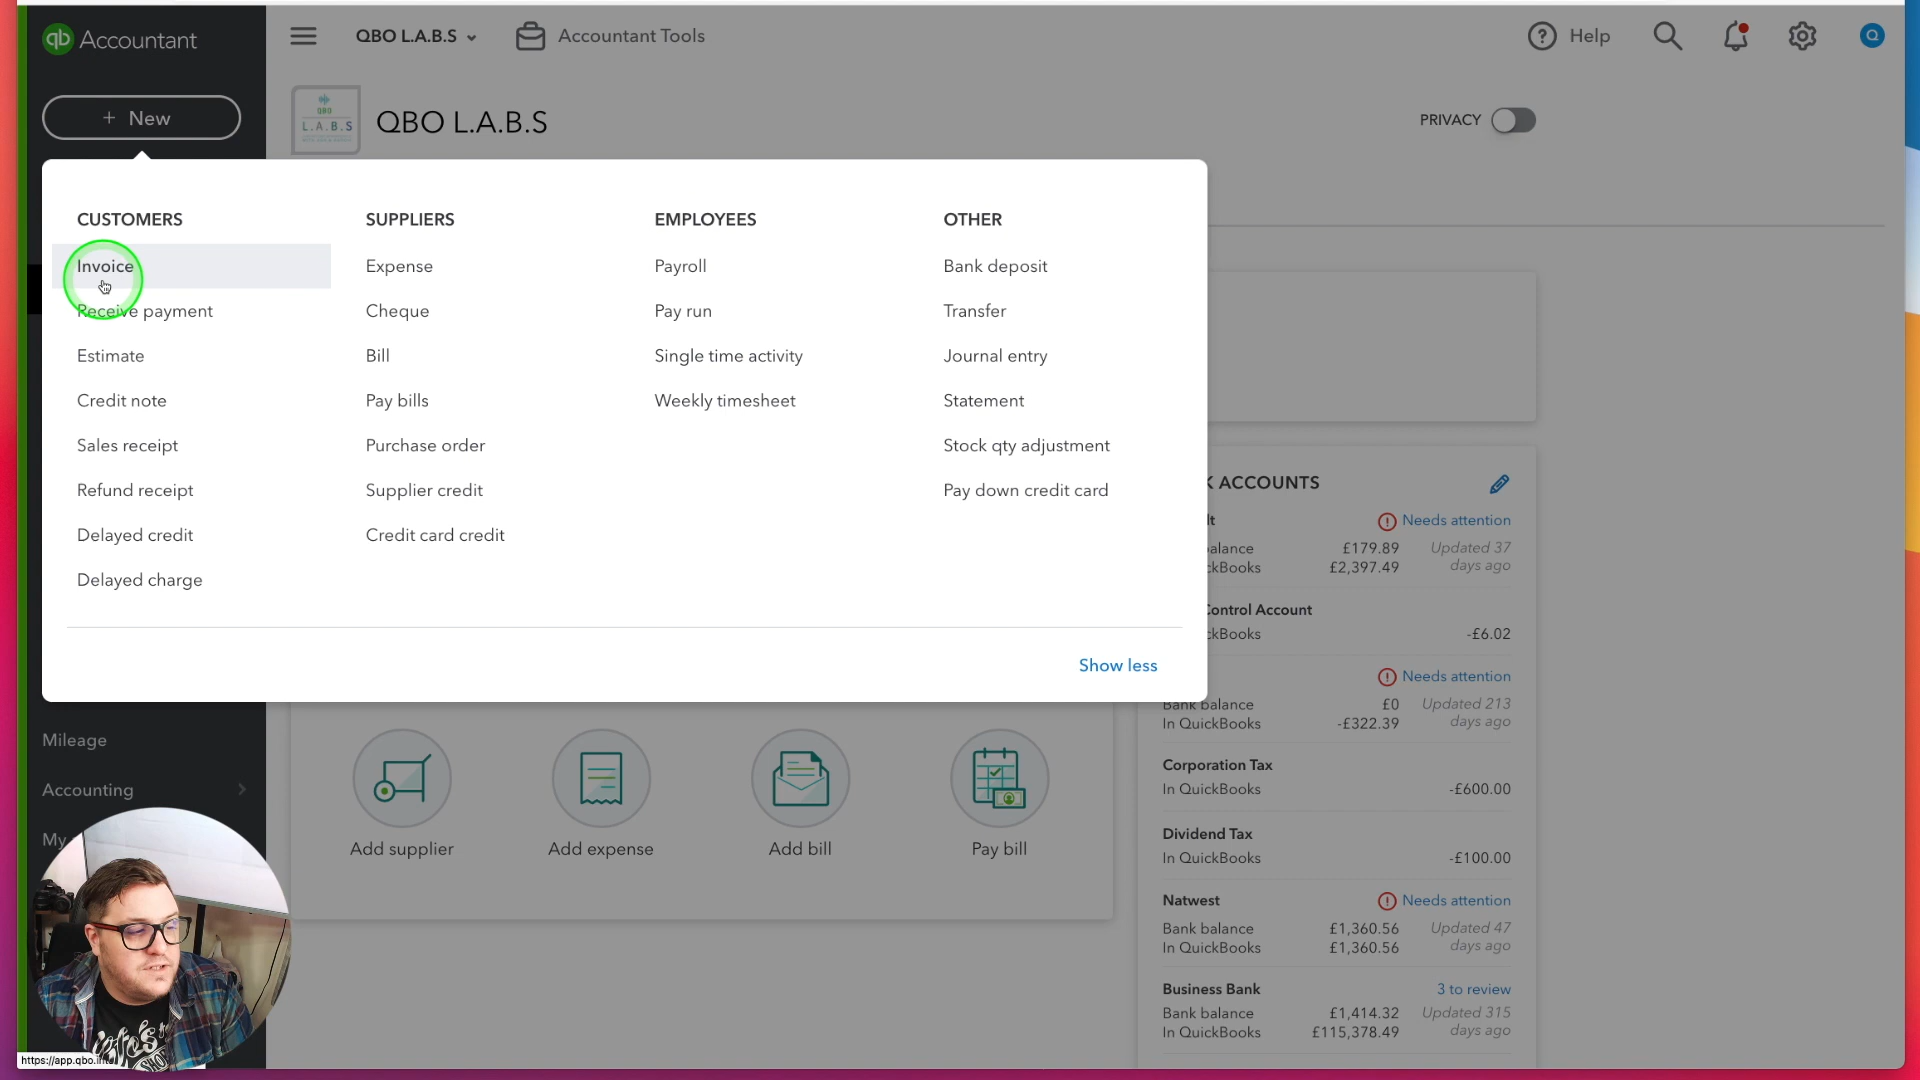 qb Accountant
QBO L.A.B.S
Accountant Tools
Help
Q
+ New
QBO
L.A.B.S
QBO L.A.B.S
PRIVACY
CUSTOMERS
Invoice
Receive payment
Estimate
Credit note
Sales receipt
Refund receipt
Delayed credit
Delayed charge
SUPPLIERS
Expense
Cheque
Bill
Pay bills
Purchase order
Supplier credit
Credit card credit
EMPLOYEES
Payroll
Pay run
Single time activity
Weekly timesheet
OTHER
Bank deposit
Transfer
Journal entry
Statement
Stock qty adjustment
Pay down credit card
Show less
Mileage
Accounting
My
Add supplier
Add expense
Add bill
Pay bill
ACCOUNTS
Needs attention
£179.89
Updated 37
£2,397.49
days ago
Control Account
-£6.02
Needs attention
Bank balance
£0
Updated 213
In QuickBooks
-£322.39
days ago
Corporation Tax
In QuickBooks
-£600.00
Dividend Tax
In QuickBooks
-£100.00
Natwest
Needs attention
Bank balance
£1,360.56
Updated 47
In QuickBooks
£1,360.56
days ago
Business Bank
3 to review
Bank balance
£1,414.32
Updated 315
In QuickBooks
£115,378.49
days ago